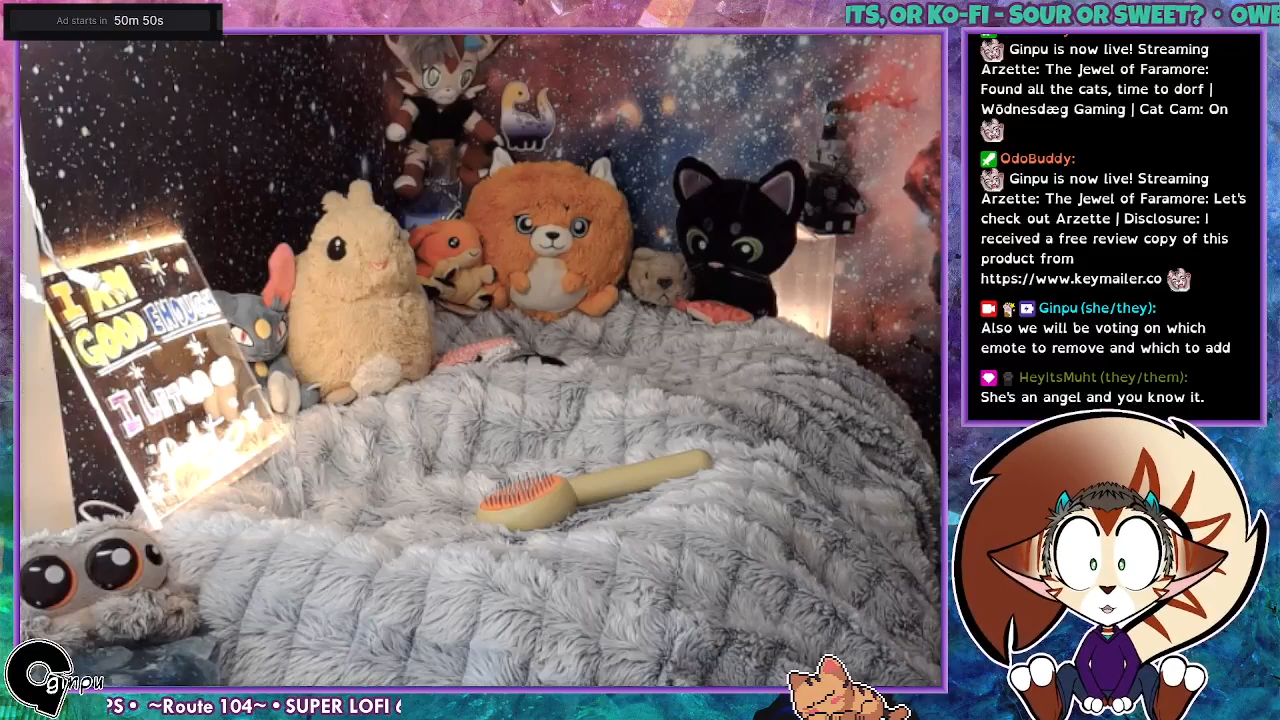 Ad starts in 50m 50s
ITS, OR KO-FI - SOUR OR SWEET? • OWE
Ginpu is now live! Streaming
Arzette: The Jewel of Faramore:
Found all the cats, time to dorf |
Wōdnesdæg Gaming | Cat Cam: On
OdoBuddy:
Ginpu is now live! Streaming
Arzette: The Jewel of Faramore: Let's
check out Arzette | Disclosure: I
received a free review copy of this
product from
https://www.keymailer.co
Ginpu (she/they):
Also we will be voting on which
emote to remove and which to add
HeyItsMuht (they/them):
She's an angel and you know it.
I AM
GOOD ENOUGH
ginpu
PS • ~Route 104~ • SUPER LOFI 6